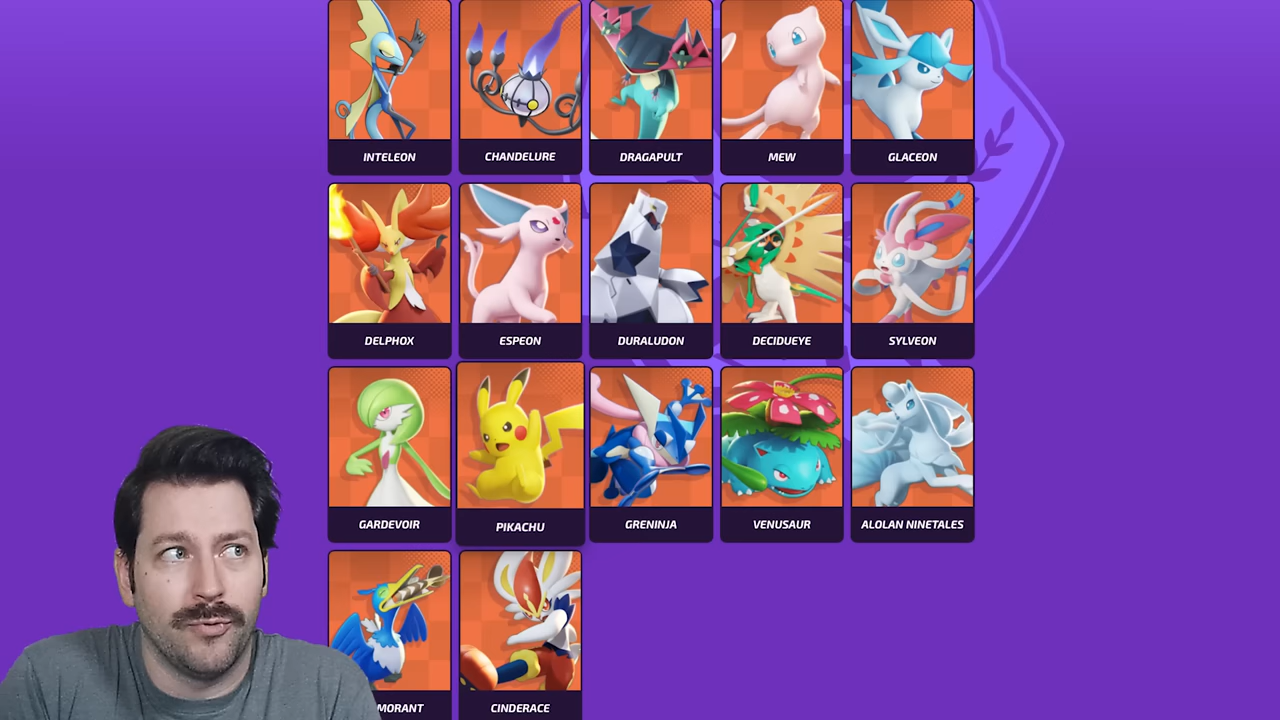 INTELEON
CHANDELURE
DRAGAPULT
MEW
GLACEON
DELPHOX
ESPEON
DURALUDON
DECIDUEYE
SYLVEON
GARDEVOIR
PIKACHU
GRENINJA
VENUSAUR
ALOLAN NINETALES
MORANT
CINDERACE